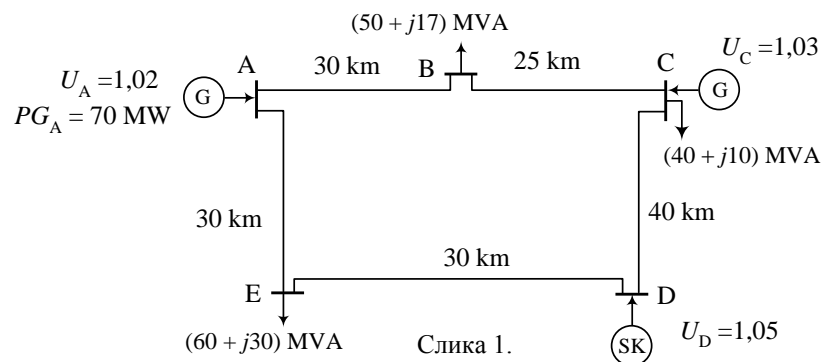 (50 + j17) MVA
U_C =1,03
A
30 km
B
25 km
C
U_A =1,02
G
G
PG_A = 70 MW
(40 + j10) MVA
30 km
40 km
30 km
E
D
(60 + j30) MVA
Слика 1.
SK
U_D =1,05